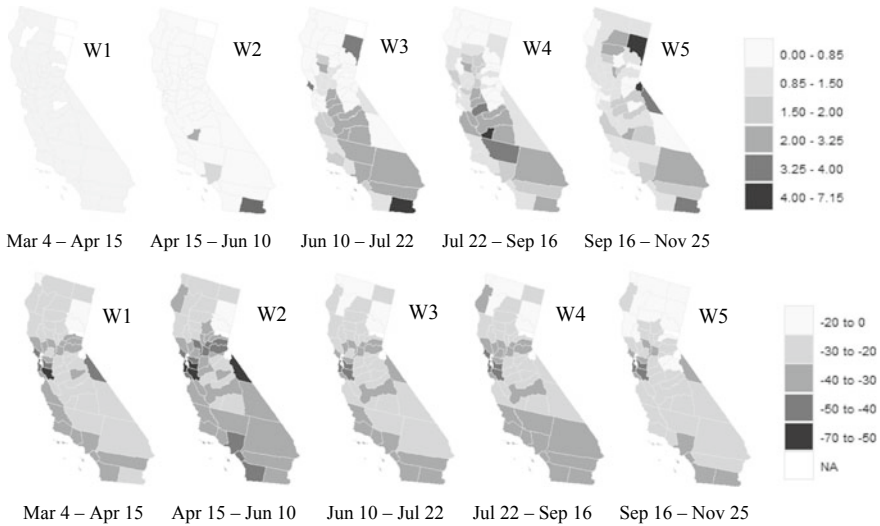 W1
W2
W3
W4
W5
0.00 - 0.85
0.85 - 1.50
1.50 - 2.00
2.00 - 3.25
3.25 - 4.00
4.00 - 7.15
Mar 4 – Apr 15
Apr 15 – Jun 10
Jun 10 – Jul 22
Jul 22 – Sep 16
Sep 16 – Nov 25
W1
W2
W3
W4
W5
-20 to 0
-30 to -20
-40 to -30
-50 to -40
-70 to -50
NA
Mar 4 – Apr 15
Apr 15 – Jun 10
Jun 10 – Jul 22
Jul 22 – Sep 16
Sep 16 – Nov 25